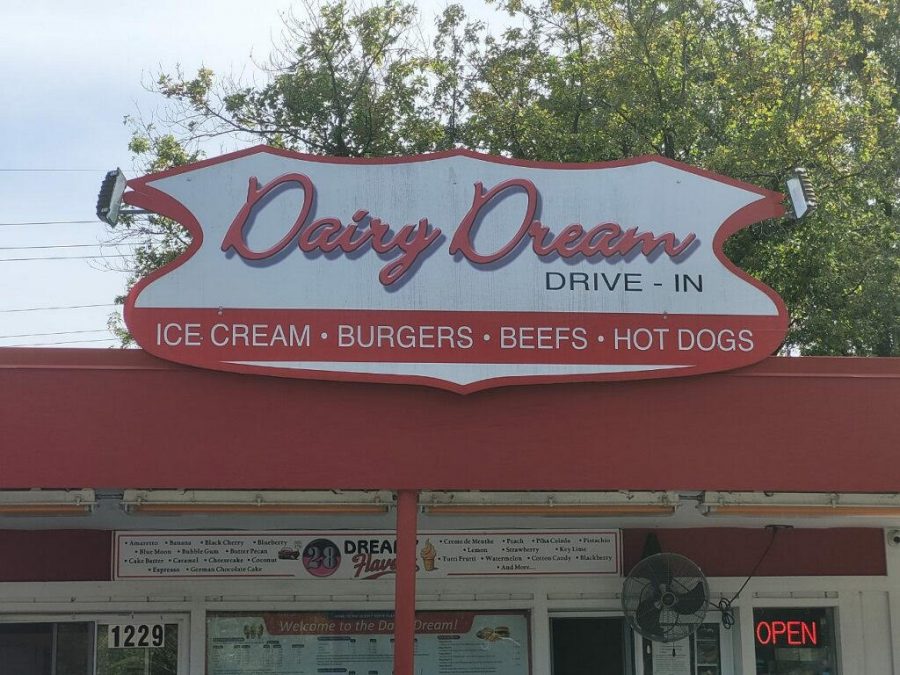 Dairy Dream
DRIVE - IN
ICE CREAM • BURGERS • BEEFS • HOT DOGS
• Amaretto • Banana • Black Cherry • Blueberry
• Blue Moon • Bubble Gum • Butter Pecan
• Cake Batter • Caramel • Cheesecake • Coconut
• Espresso • German Chocolate Cake
28 DREAM Flavors
• Creme de Menthe • Peach • Piña Colada • Pistachio
• Lemon • Strawberry • Key Lime
• Tutti Frutti • Watermelon • Cotton Candy • Blackberry
• And More...
1229
Welcome to the Dairy Dream!
OPEN